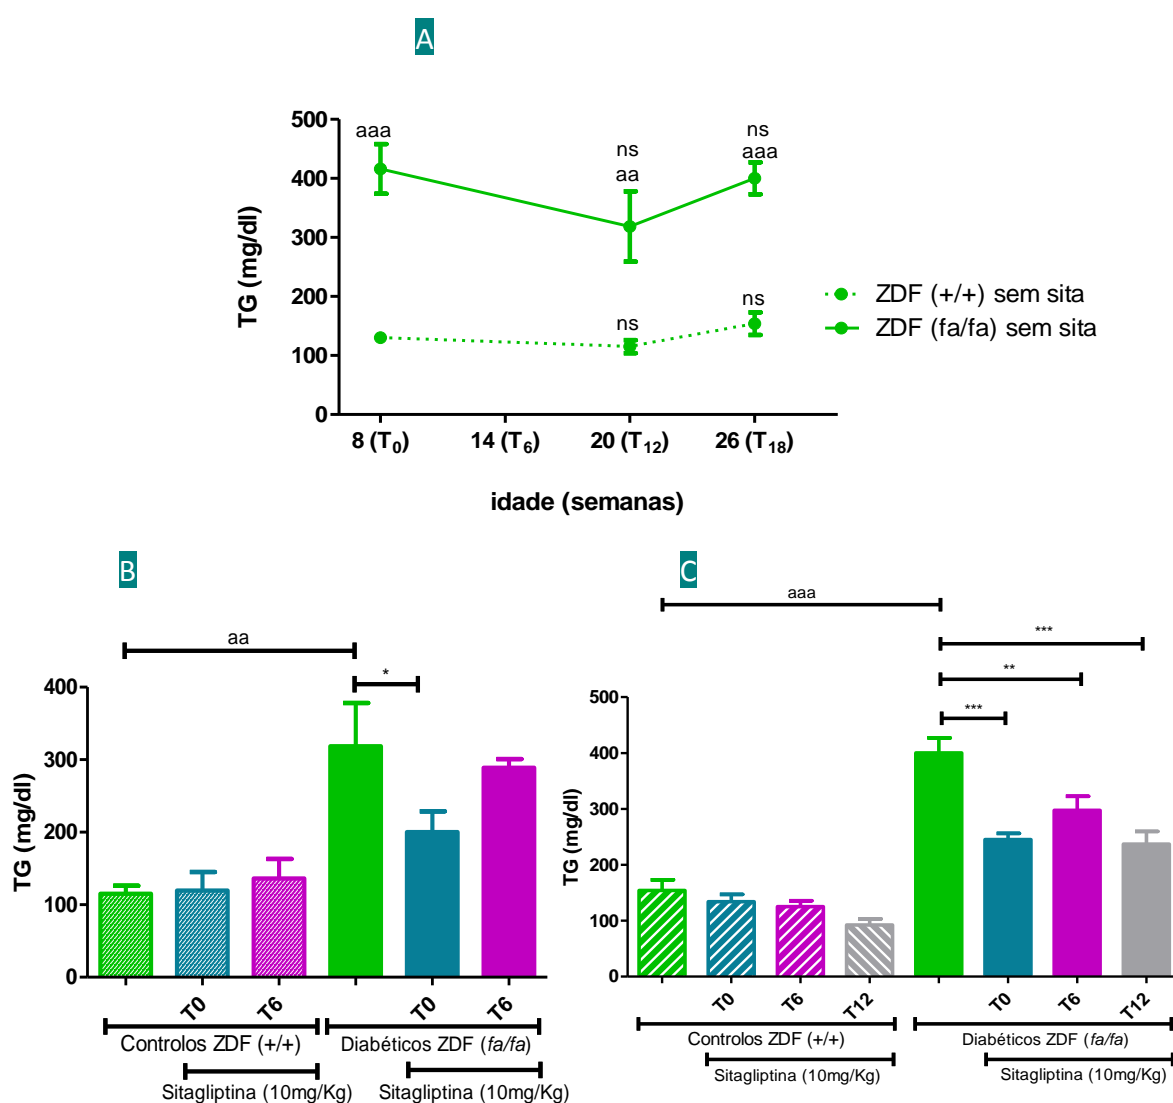 A
500
400
300
200
100
0
TG (mg/dl)
aaa
ns
aa
ns
aaa
ns
ns
8 (T0)
14 (T6)
20 (T12)
26 (T18)
idade (semanas)
ZDF (+/+) sem sita
ZDF (fa/fa) sem sita
B
aa
*
400
300
200
100
0
TG (mg/dl)
T0
T6
T0
T6
Controlos ZDF (+/+)
Diabéticos ZDF (fa/fa)
Sitagliptina (10mg/Kg)
Sitagliptina (10mg/Kg)
C
aaa
***
**
***
500
400
300
200
100
0
TG (mg/dl)
T0
T6
T12
T0
T6
T12
Controlos ZDF (+/+)
Diabéticos ZDF (fa/fa)
Sitagliptina (10mg/Kg)
Sitagliptina (10mg/Kg)